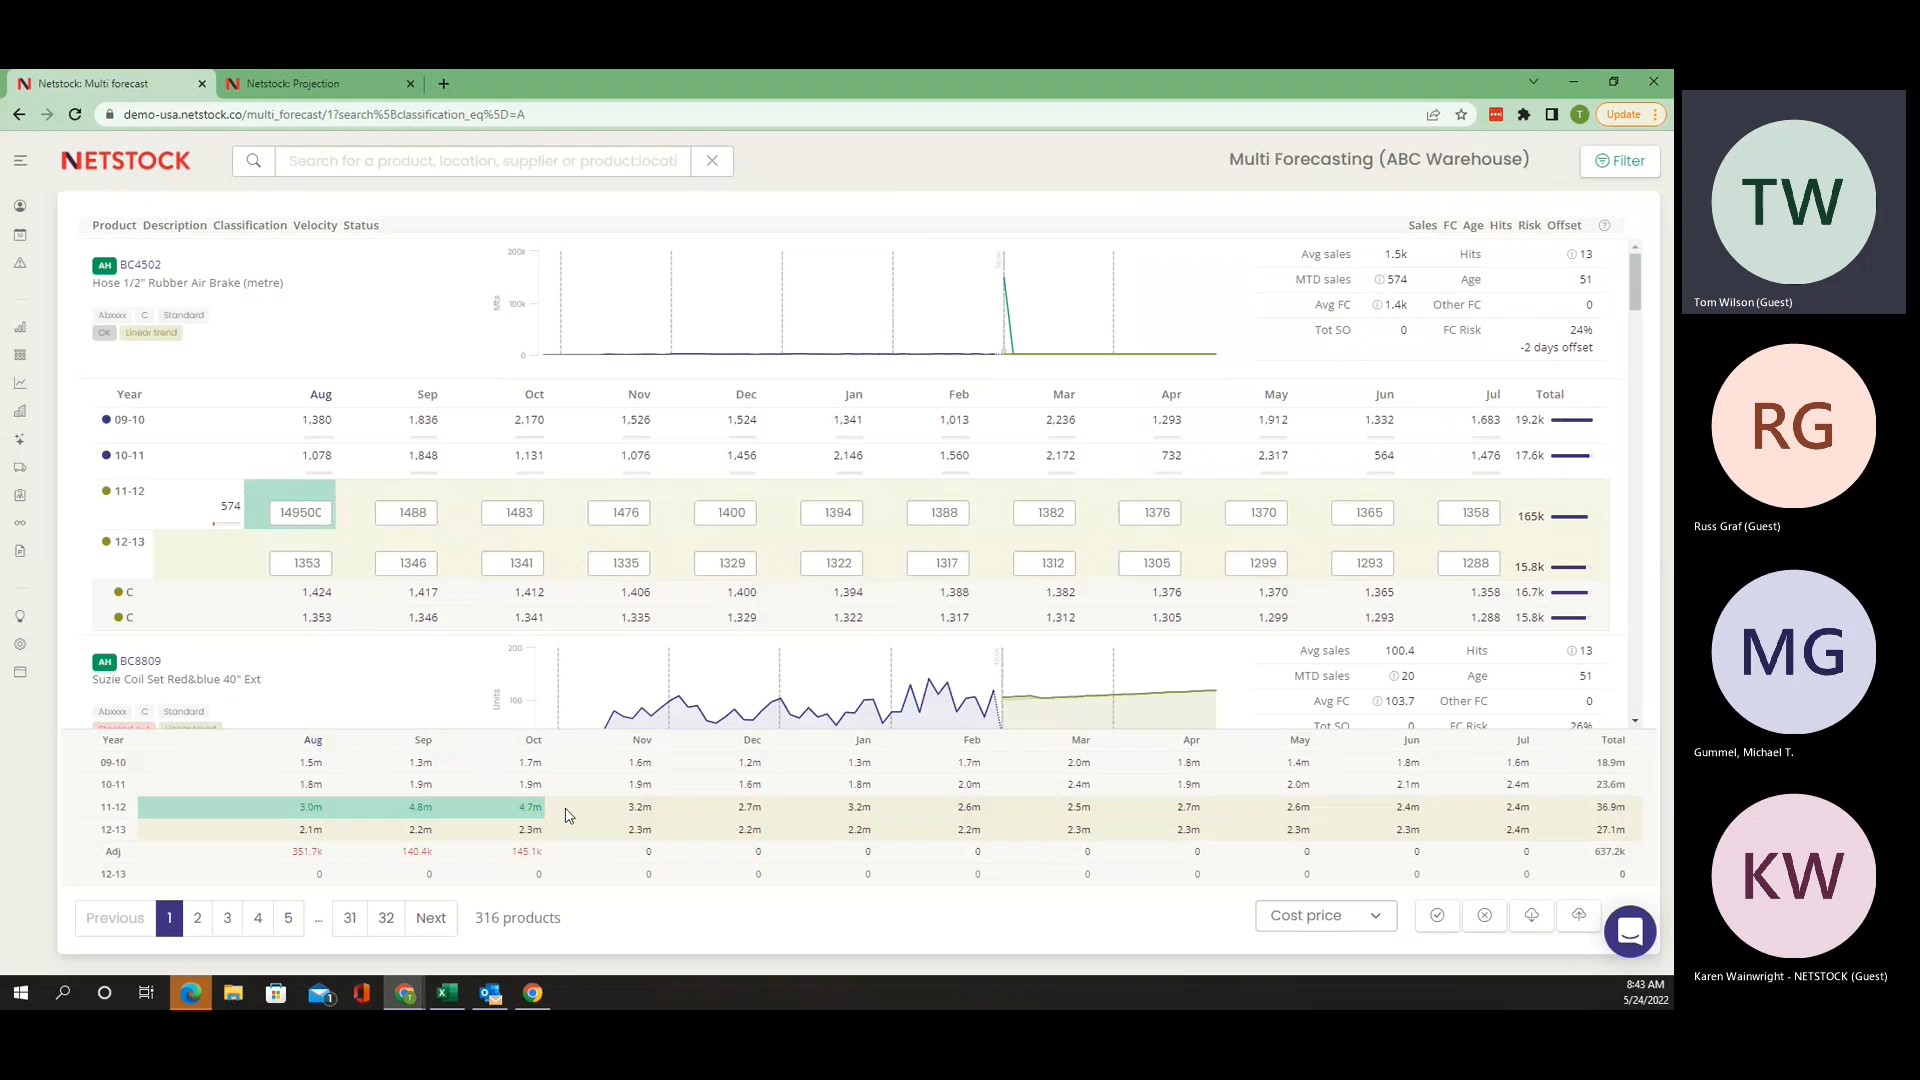 Netstock: Multi forecast
Netstock: Projection
demo-usa.netstock.co/multi_forecast/1?search%5Bclassification_eq%5D=A
T
Update
NETSTOCK
Search for a product, location, supplier or product:locati
Multi Forecasting (ABC Warehouse)
Filter
Product Description Classification Velocity Status
Sales FC Age Hits Risk Offset
AH BC4502
Hose 1/2" Rubber Air Brake (metre)
Abxxxx C Standard
OK Linear trend
200k
100k
0
Mts
Now
Avg sales 1.5k Hits 13
MTD sales 574 Age 51
Avg FC 1.4k Other FC 0
Tot SO 0 FC Risk 24%
-2 days offset
Year Aug Sep Oct Nov Dec Jan Feb Mar Apr May Jun Jul Total
09-10 1,380 1,836 2,170 1,526 1,524 1,341 1,013 2,236 1,293 1,912 1,332 1,683 19.2k
10-11 1,078 1,848 1,131 1,076 1,456 2,146 1,560 2,172 732 2,317 564 1,476 17.6k
11-12 574 149500 1488 1483 1476 1400 1394 1388 1382 1376 1370 1365 1358 165k
12-13 1353 1346 1341 1335 1329 1322 1317 1312 1305 1299 1293 1288 15.8k
C 1,424 1,417 1,412 1,406 1,400 1,394 1,388 1,382 1,376 1,370 1,365 1,358 16.7k
C 1,353 1,346 1,341 1,335 1,329 1,322 1,317 1,312 1,305 1,299 1,293 1,288 15.8k
AH BC8809
Suzie Coil Set Red&blue 40" Ext
Abxxxx C Standard
Stocked out Linear trend
200
100
Units
Now
Avg sales 100.4 Hits 13
MTD sales 20 Age 51
Avg FC 103.7 Other FC 0
Tot SO 0 FC Risk 26%
Year Aug Sep Oct Nov Dec Jan Feb Mar Apr May Jun Jul Total
09-10 1.5m 1.3m 1.7m 1.6m 1.2m 1.3m 1.7m 2.0m 1.8m 1.4m 1.8m 1.6m 18.9m
10-11 1.8m 1.9m 1.9m 1.9m 1.6m 1.8m 2.0m 2.4m 1.9m 2.0m 2.1m 2.4m 23.6m
11-12 3.0m 4.8m 4.7m 3.2m 2.7m 3.2m 2.6m 2.5m 2.7m 2.6m 2.4m 2.4m 36.9m
12-13 2.1m 2.2m 2.3m 2.3m 2.2m 2.2m 2.2m 2.3m 2.3m 2.3m 2.3m 2.4m 27.1m
Adj 351.7k 140.4k 145.1k 0 0 0 0 0 0 0 0 0 637.2k
12-13 0 0 0 0 0 0 0 0 0 0 0 0 0
Previous 1 2 3 4 5 ... 31 32 Next 316 products
Cost price
8:43 AM
5/24/2022
TW
Tom Wilson (Guest)
RG
Russ Graf (Guest)
MG
Gummel, Michael T.
KW
Karen Wainwright - NETSTOCK (Guest)